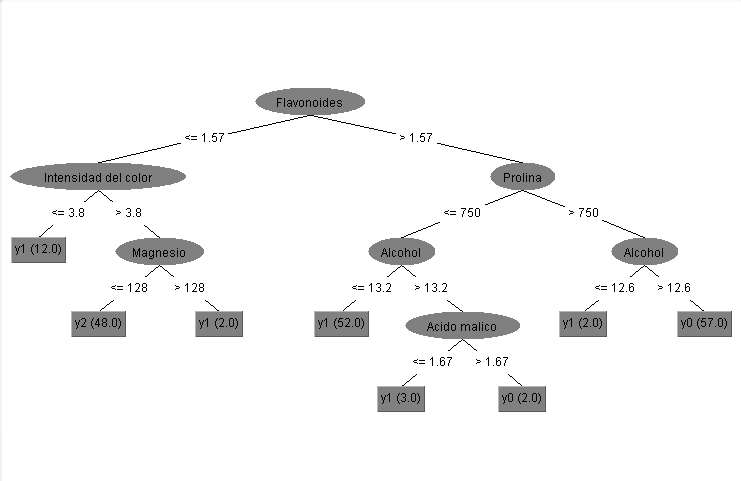 Flavonoides
<= 1.57 > 1.57
Intensidad del color Prolina
<= 3.8 > 3.8 <= 750 > 750
y1 (12.0) Magnesio Alcohol Alcohol
<= 128 > 128 <= 13.2 > 13.2 <= 12.6 > 12.6
y2 (48.0) y1 (2.0) y1 (52.0) Acido malico y1 (2.0) y0 (57.0)
<= 1.67 > 1.67
y1 (3.0) y0 (2.0)